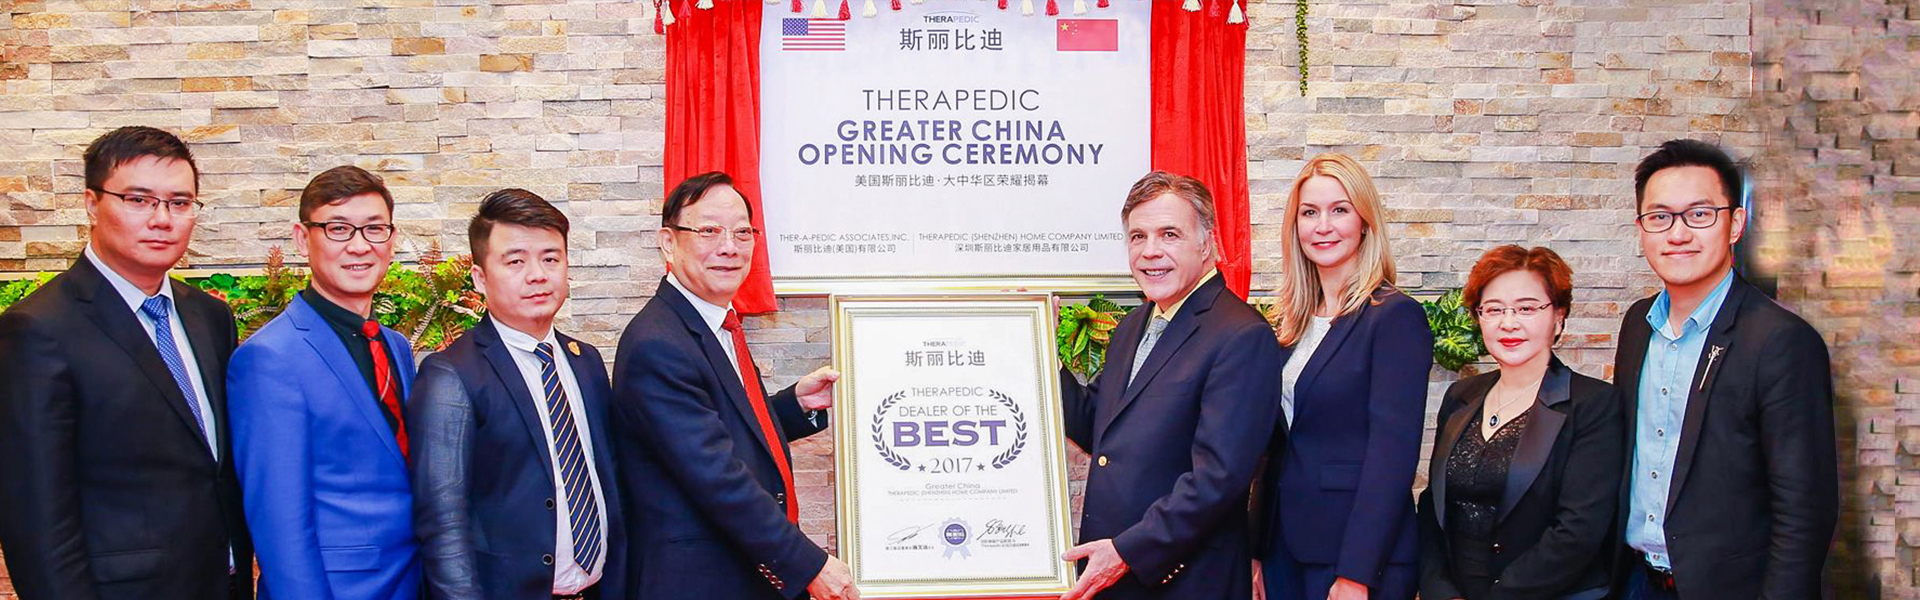 THERAPEDIC
斯丽比迪
THERAPEDIC
GREATER CHINA
OPENING CEREMONY
美国斯丽比迪·大中华区荣耀揭幕
THER-A-PEDIC ASSOCIATES,INC.
斯丽比迪(美国)有限公司
THERAPEDIC (SHENZHEN) HOME COMPANY LIMITED
深圳斯丽比迪家居用品有限公司
THERAPEDIC
斯丽比迪
THERAPEDIC
DEALER OF THE
BEST
2017
Greater China
THERAPEDIC (SHENZHEN) HOME COMPANY LIMITED